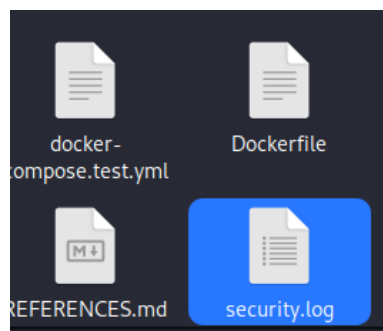 docker-
compose.test.yml
Dockerfile
M
REFERENCES.md
security.log